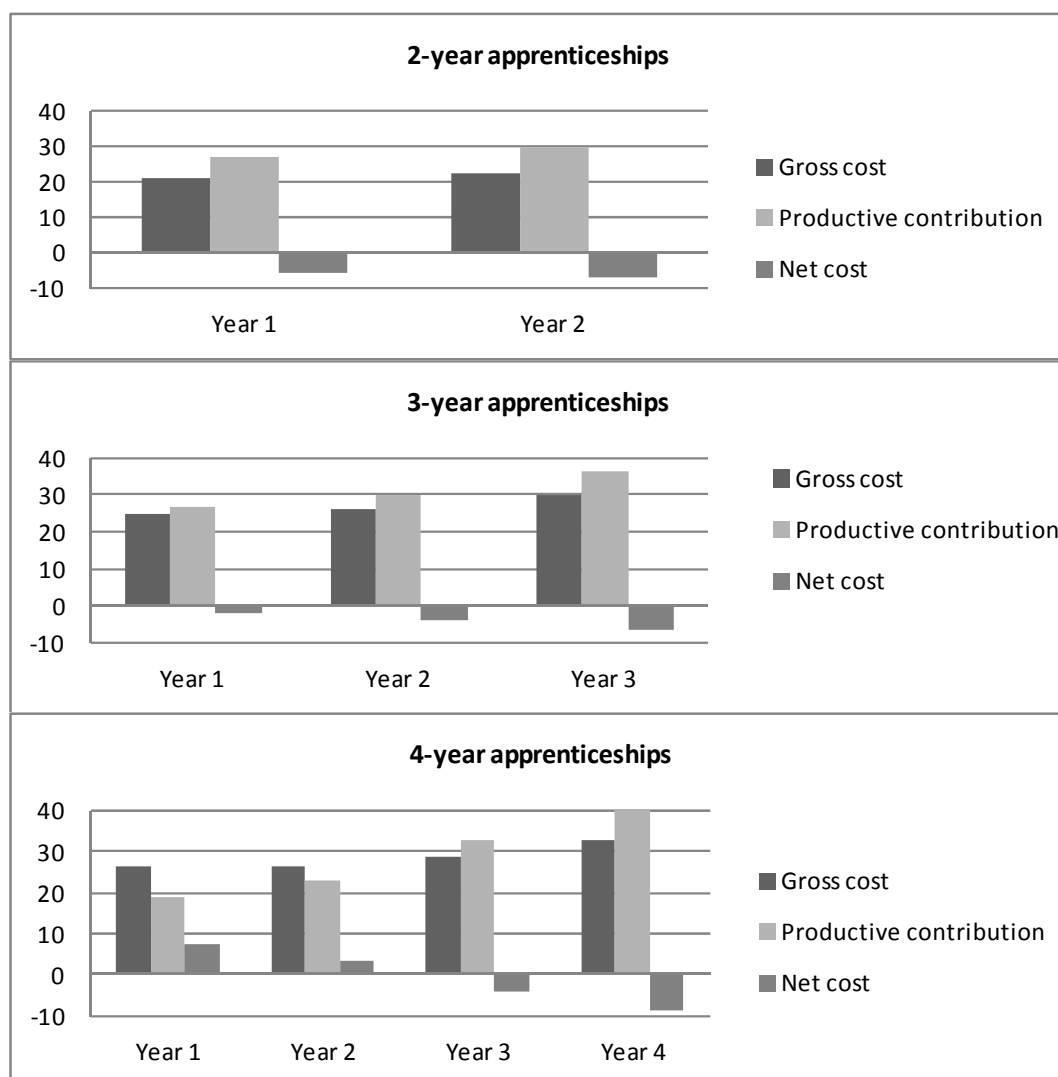 2-year apprenticeships
40
30
20
10
0
-10
Year 1 Year 2
Gross cost
Productive contribution
Net cost
3-year apprenticeships
40
30
20
10
0
-10
Year 1 Year 2 Year 3
Gross cost
Productive contribution
Net cost
4-year apprenticeships
40
30
20
10
0
-10
Year 1 Year 2 Year 3 Year 4
Gross cost
Productive contribution
Net cost